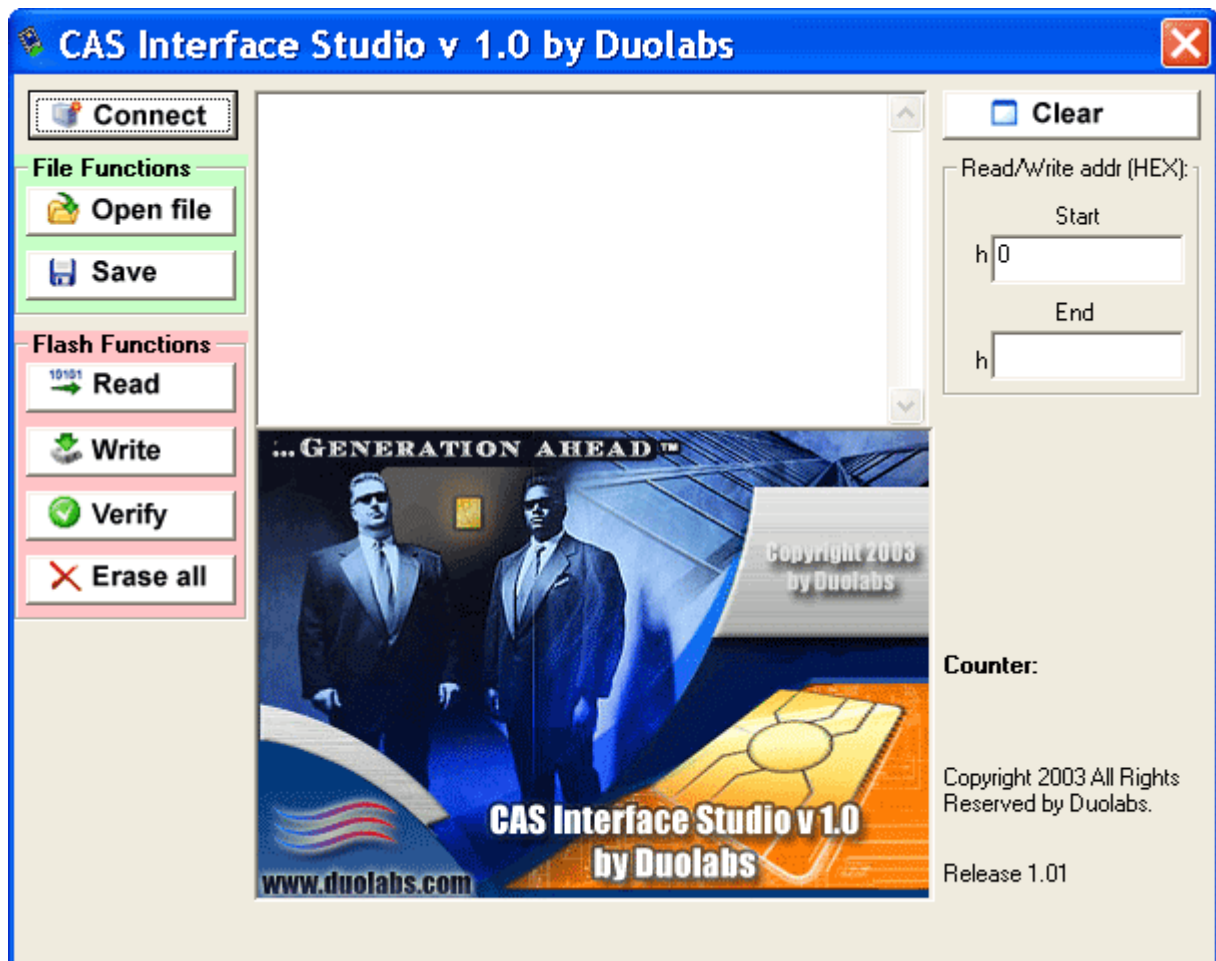 CAS Interface Studio v 1.0 by Duolabs
Connect
File Functions
Open file
Save
Flash Functions
10101
Read
Write
Verify
Erase all
Clear
Read/Write addr (HEX):
Start
h 0
End
h
...GENERATION AHEAD™
Copyright 2003
by Duolabs
CAS Interface Studio v 1.0
by Duolabs
www.duolabs.com
Counter:
Copyright 2003 All Rights
Reserved by Duolabs.
Release 1.01